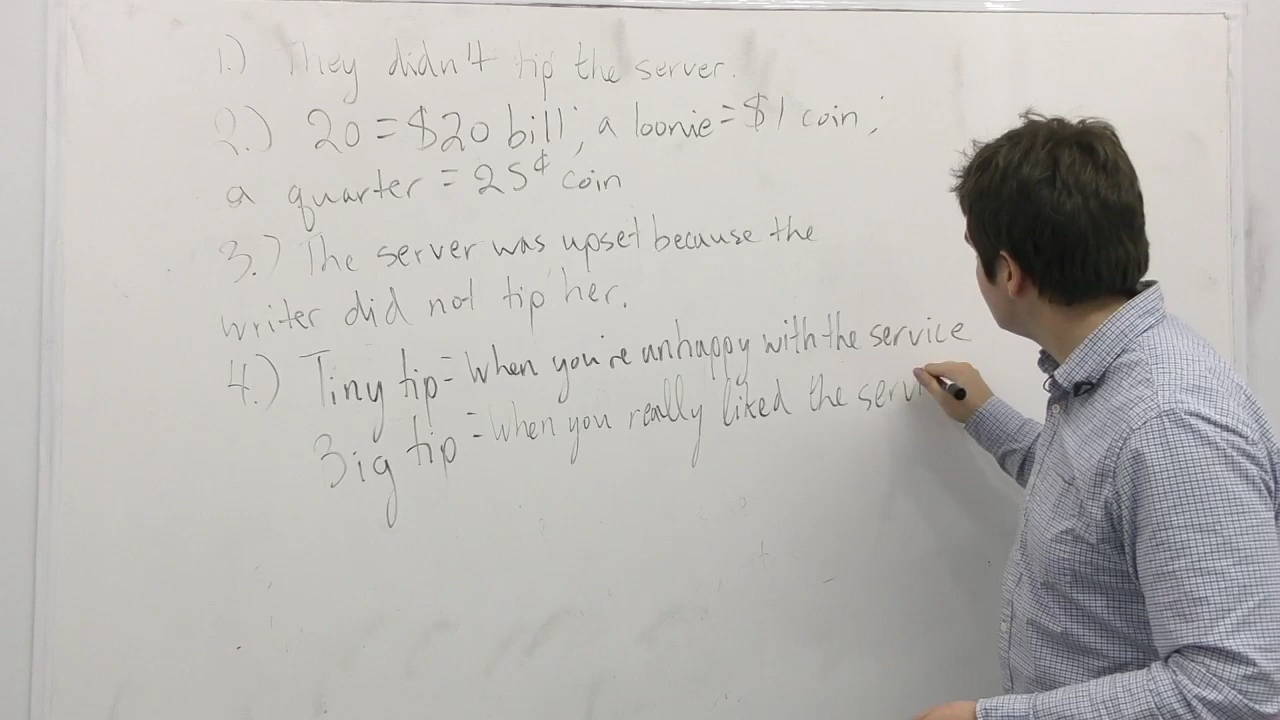 1.) They didn't tip the server.
2.) 20 = $20 bill; a loonie = $1 coin;
a quarter = 25¢ coin
3.) The server was upset because the
writer did not tip her.
4.) Tiny tip = When you're unhappy with the service
Big tip = when you really liked the servi